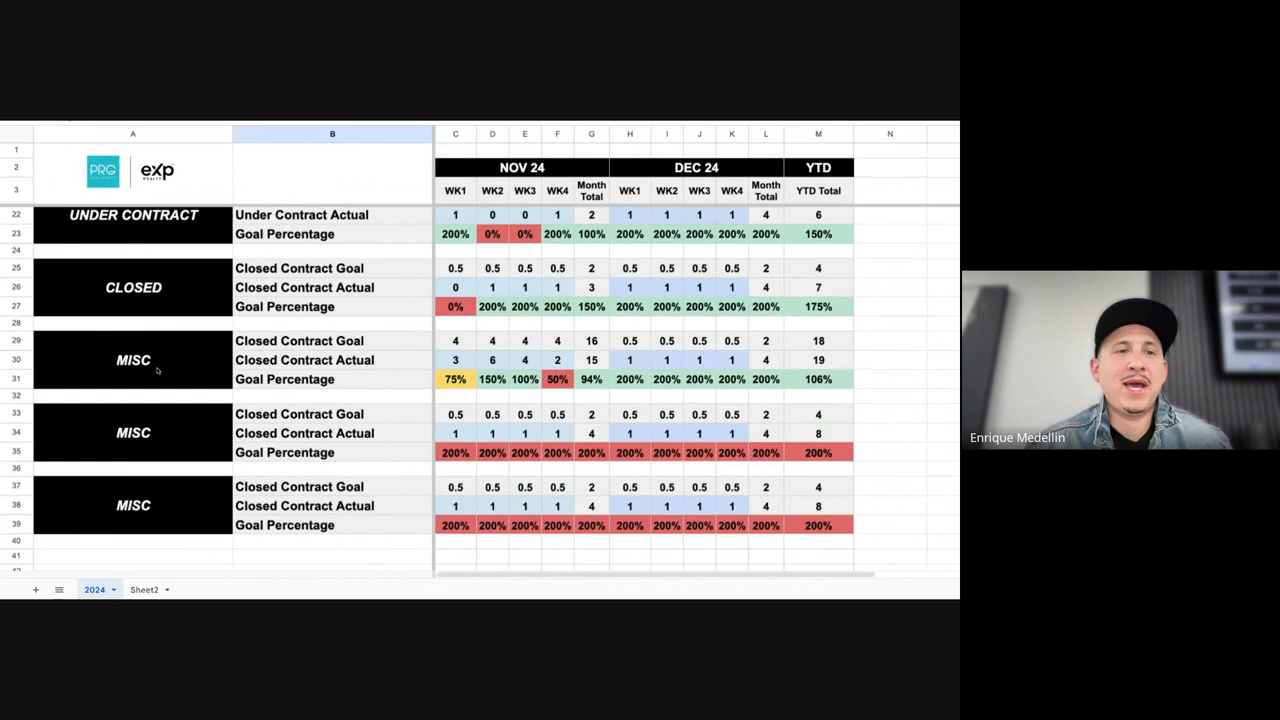 A B C D E F G H I J K L M N
1
2 PRG eXp REALTY NOV 24 DEC 24 YTD
3 WK1 WK2 WK3 WK4 Month Total WK1 WK2 WK3 WK4 Month Total YTD Total
22 UNDER CONTRACT Under Contract Actual 1 0 0 1 2 1 1 1 1 4 6
23 Goal Percentage 200% 0% 0% 200% 100% 200% 200% 200% 200% 200% 150%
24
25 Closed Contract Goal 0.5 0.5 0.5 0.5 2 0.5 0.5 0.5 0.5 2 4
26 CLOSED Closed Contract Actual 0 1 1 1 3 1 1 1 1 4 7
27 Goal Percentage 0% 200% 200% 200% 150% 200% 200% 200% 200% 200% 175%
28
29 Closed Contract Goal 4 4 4 4 16 0.5 0.5 0.5 0.5 2 18
30 MISC Closed Contract Actual 3 6 4 2 15 1 1 1 1 4 19
31 Goal Percentage 75% 150% 100% 50% 94% 200% 200% 200% 200% 200% 106%
32
33 Closed Contract Goal 0.5 0.5 0.5 0.5 2 0.5 0.5 0.5 0.5 2 4
34 MISC Closed Contract Actual 1 1 1 1 4 1 1 1 1 4 8
35 Goal Percentage 200% 200% 200% 200% 200% 200% 200% 200% 200% 200% 200%
36
37 Closed Contract Goal 0.5 0.5 0.5 0.5 2 0.5 0.5 0.5 0.5 2 4
38 MISC Closed Contract Actual 1 1 1 1 4 1 1 1 1 4 8
39 Goal Percentage 200% 200% 200% 200% 200% 200% 200% 200% 200% 200% 200%
40
41
2024 Sheet2
Enrique Medellin